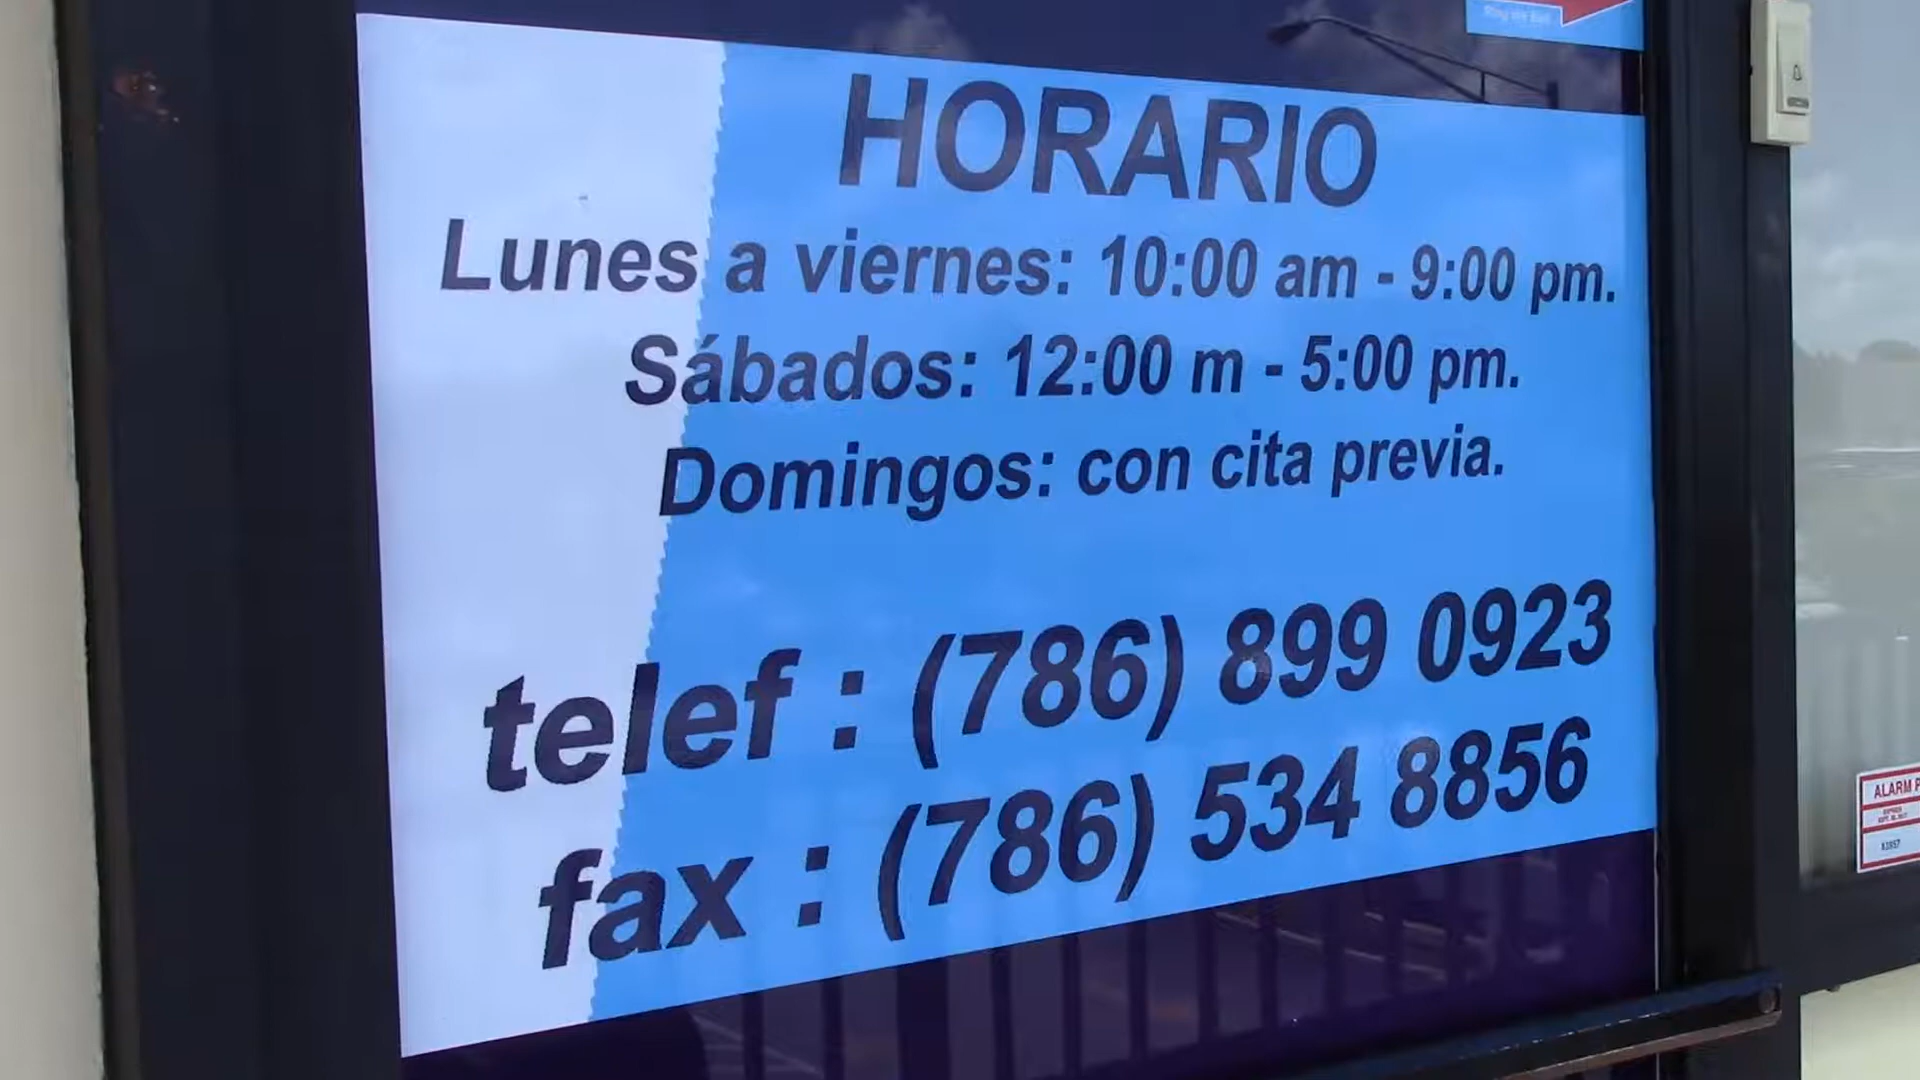 HORARIO
Lunes a viernes: 10:00 am - 9:00 pm.
Sábados: 12:00 m - 5:00 pm.
Domingos: con cita previa.
telef : (786) 899 0923
fax : (786) 534 8856
ALARM